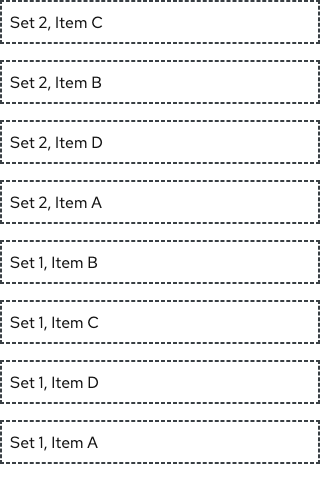 Set 2, Item C
Set 2, Item B
Set 2, Item D
Set 2, Item A
Set 1, Item B
Set 1, Item C
Set 1, Item D
Set 1, Item A